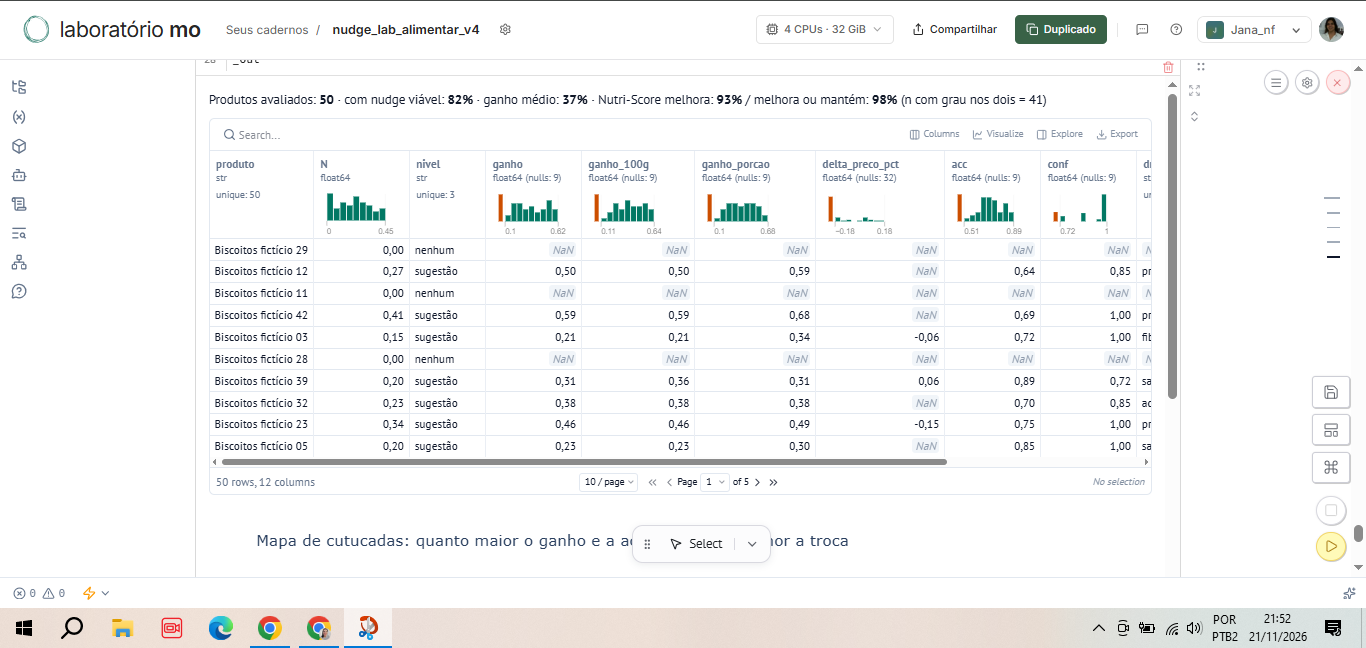 laboratório mo
Seus cadernos / nudge_lab_alimentar_v4
4 CPUs · 32 GiB
Compartilhar
Duplicado
J Jana_nf
28 _out
Produtos avaliados: 50 · com nudge viável: 82% · ganho médio: 37% · Nutri-Score melhora: 93% / melhora ou mantém: 98% (n com grau nos dois = 41)
Search...
Columns Visualize Explore Export
produto N nivel ganho ganho_100g ganho_porcao delta_preco_pct acc conf
str float64 str float64 (nulls: 9) float64 (nulls: 9) float64 (nulls: 9) float64 (nulls: 32) float64 (nulls: 9) float64 (nulls: 9)
unique: 50 unique: 3
0 0.45 0.1 0.62 0.11 0.64 0.1 0.68 −0.16 0.18 0.51 0.89 0.72 1
Biscoitos fictício 29 0,00 nenhum NaN NaN NaN NaN NaN NaN
Biscoitos fictício 12 0,27 sugestão 0,50 0,50 0,59 NaN 0,64 0,85 pr
Biscoitos fictício 11 0,00 nenhum NaN NaN NaN NaN NaN NaN
Biscoitos fictício 42 0,41 sugestão 0,59 0,59 0,68 NaN 0,69 1,00 pr
Biscoitos fictício 03 0,15 sugestão 0,21 0,21 0,34 -0,06 0,72 1,00 fib
Biscoitos fictício 28 0,00 nenhum NaN NaN NaN NaN NaN NaN
Biscoitos fictício 39 0,20 sugestão 0,31 0,36 0,31 0,06 0,89 0,72 sa
Biscoitos fictício 32 0,23 sugestão 0,38 0,38 0,38 NaN 0,70 0,85
Biscoitos fictício 23 0,34 sugestão 0,46 0,46 0,49 -0,15 0,75 1,00 pr
Biscoitos fictício 05 0,20 sugestão 0,23 0,23 0,30 NaN 0,85 1,00 sa
50 rows, 12 columns
10 / page Page 1 of 5 No selection
Mapa de cutucadas: quanto maior o ganho e a a
or a troca
Select
0 0
POR
PTB2
21:52
21/11/2026